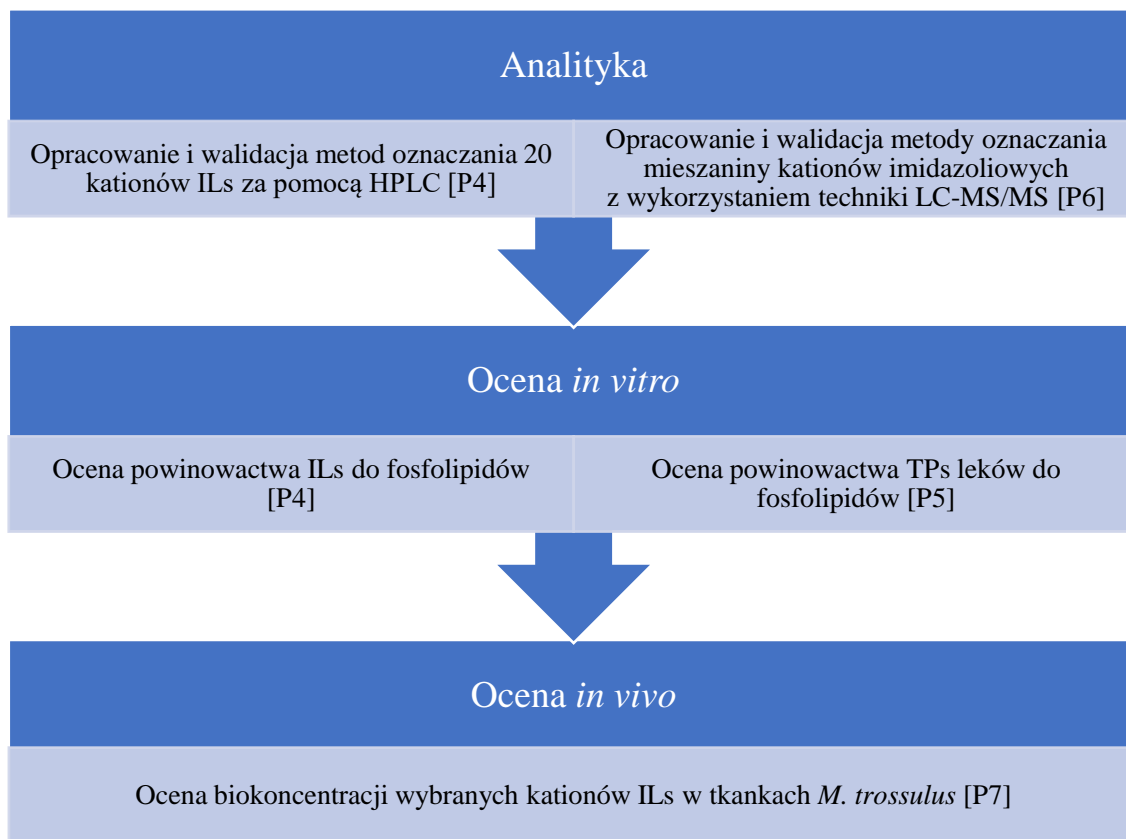 Analityka
Opracowanie i walidacja metod oznaczania 20
kationów ILs za pomocą HPLC [P4]
Opracowanie i walidacja metody oznaczania
mieszaniny kationów imidazoliowych
z wykorzystaniem techniki LC-MS/MS [P6]
Ocena in vitro
Ocena powinowactwa ILs do fosfolipidów
[P4]
Ocena powinowactwa TPs leków do
fosfolipidów [P5]
Ocena in vivo
Ocena biokoncentracji wybranych kationów ILs w tkankach M. trossulus [P7]